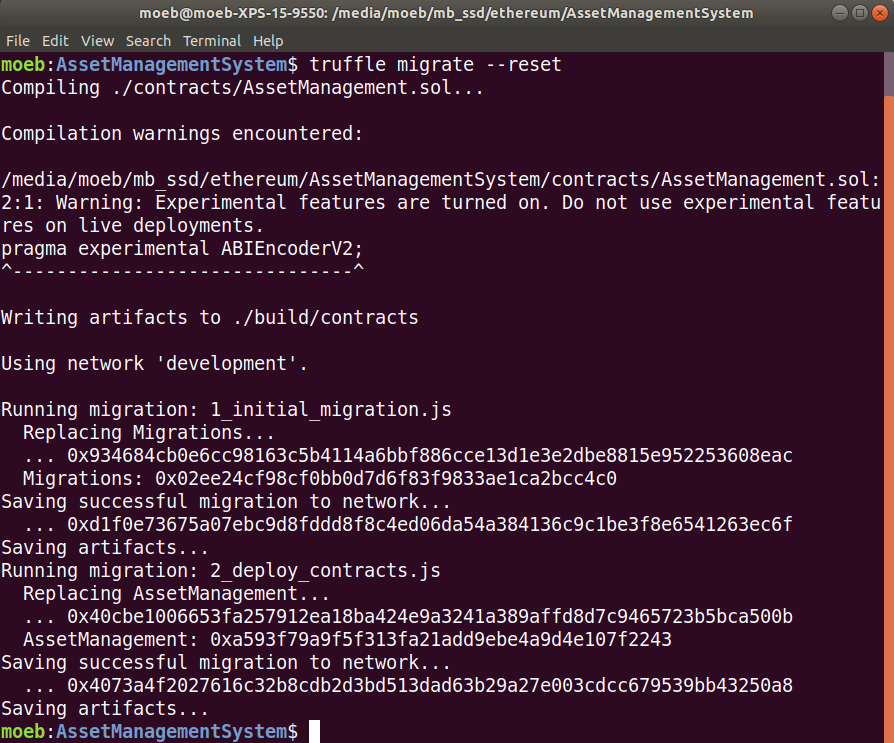 moeb@moeb-XPS-15-9550: /media/moeb/mb_ssd/ethereum/AssetManagementSystem
File Edit View Search Terminal Help
moeb:AssetManagementSystem$ truffle migrate --reset
Compiling ./contracts/AssetManagement.sol...
Compilation warnings encountered:
/media/moeb/mb_ssd/ethereum/AssetManagementSystem/contracts/AssetManagement.sol:
2:1: Warning: Experimental features are turned on. Do not use experimental featu
res on live deployments.
pragma experimental ABIEncoderV2;
^-------------------------------^
Writing artifacts to ./build/contracts
Using network 'development'.
Running migration: 1_initial_migration.js
  Replacing Migrations...
  ... 0x934684cb0e6cc98163c5b4114a6bbf886cce13d1e3e2dbe8815e952253608eac
  Migrations: 0x02ee24cf98cf0bb0d7d6f83f9833ae1ca2bcc4c0
Saving successful migration to network...
  ... 0xd1f0e73675a07ebc9d8fddd8f8c4ed06da54a384136c9c1be3f8e6541263ec6f
Saving artifacts...
Running migration: 2_deploy_contracts.js
  Replacing AssetManagement...
  ... 0x40cbe1006653fa257912ea18ba424e9a3241a389affd8d7c9465723b5bca500b
  AssetManagement: 0xa593f79a9f5f313fa21add9ebe4a9d4e107f2243
Saving successful migration to network...
  ... 0x4073a4f2027616c32b8cdb2d3bd513dad63b29a27e003cdcc679539bb43250a8
Saving artifacts...
moeb:AssetManagementSystem$